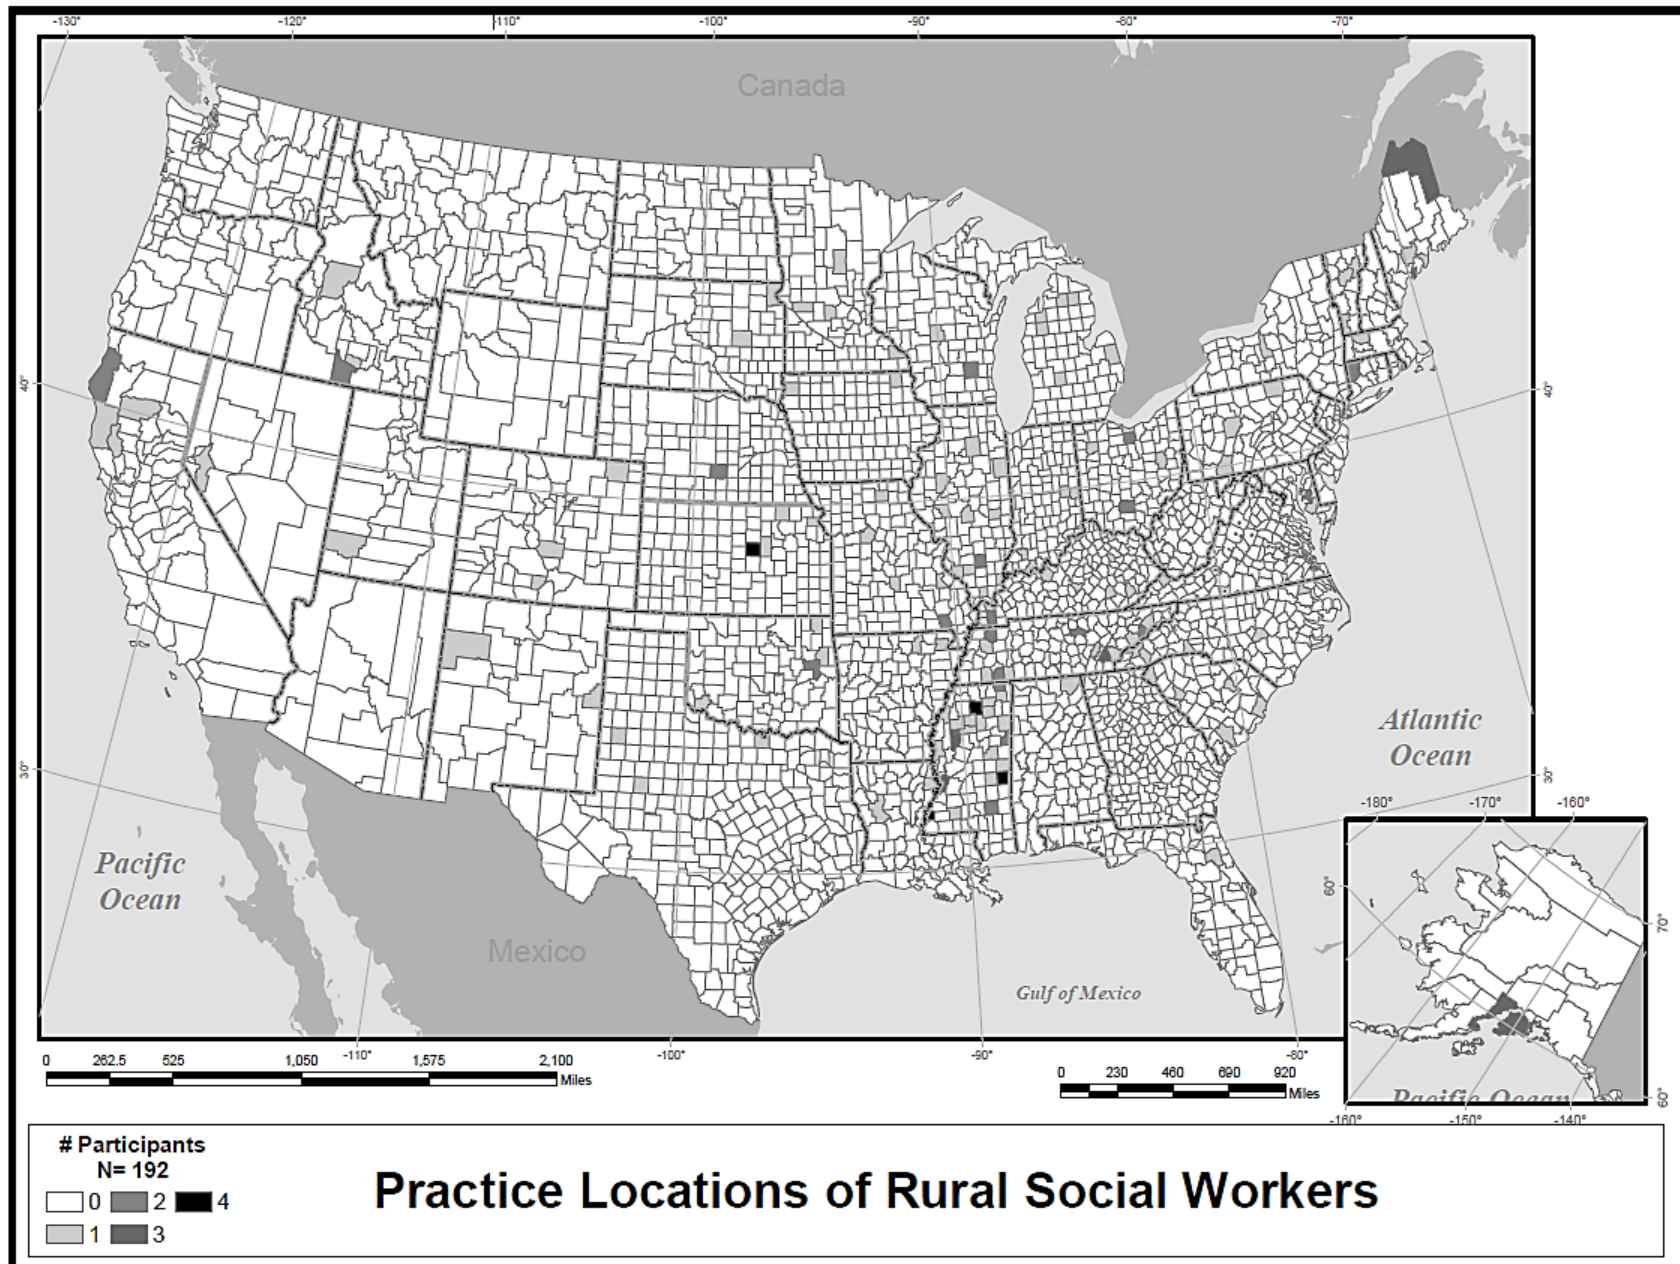 -130°
-120°
-110°
-100°
-90°
-80°
-70°
Canada
40°
40°
Atlantic
Ocean
30°
30°
-180°
-170°
-160°
Pacific
Ocean
60°
70°
Mexico
Gulf of Mexico
Pacific Ocean
60°
-110°
-100°
-90°
-80°
-160°
-150°
-140°
0 262.5 525 1,050 1,575 2,100
Miles
0 230 460 690 920
Miles
# Participants
N= 192
0 2 4
1 3
Practice Locations of Rural Social Workers